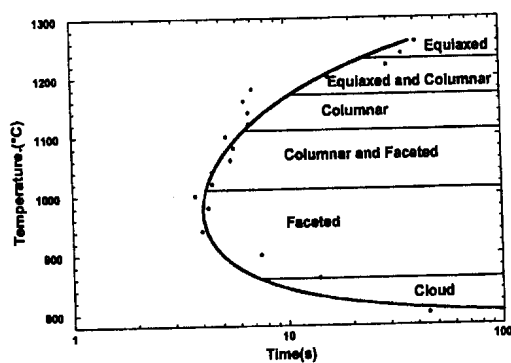 1300
Equiaxed
1200
Equiaxed and Columnar
Columnar
1100
Columnar and Faceted
Temperature.(°C)
1000
Faceted
900
Cloud
800
1 10 100
Time(s)